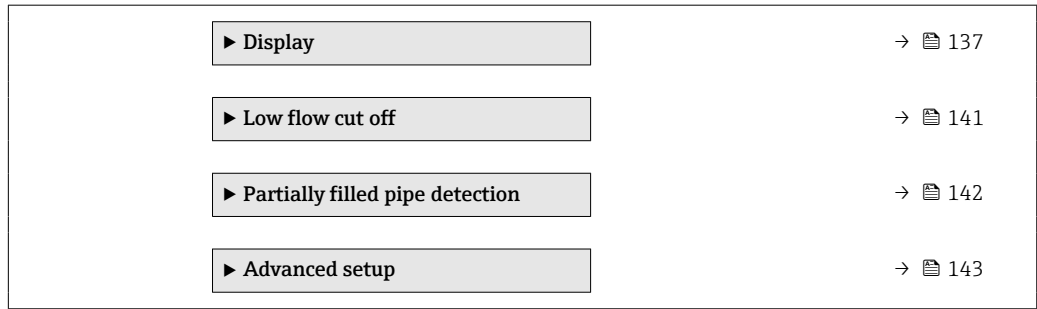 ▶ Display → 137
▶ Low flow cut off → 141
▶ Partially filled pipe detection → 142
▶ Advanced setup → 143